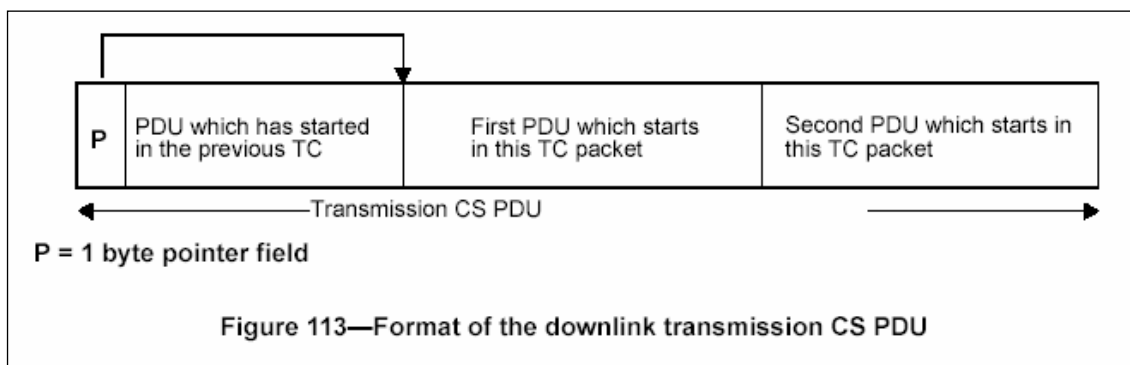 P
PDU which has started
in the previous TC
First PDU which starts
in this TC packet
Second PDU which starts in
this TC packet
Transmission CS PDU
P = 1 byte pointer field
Figure 113—Format of the downlink transmission CS PDU